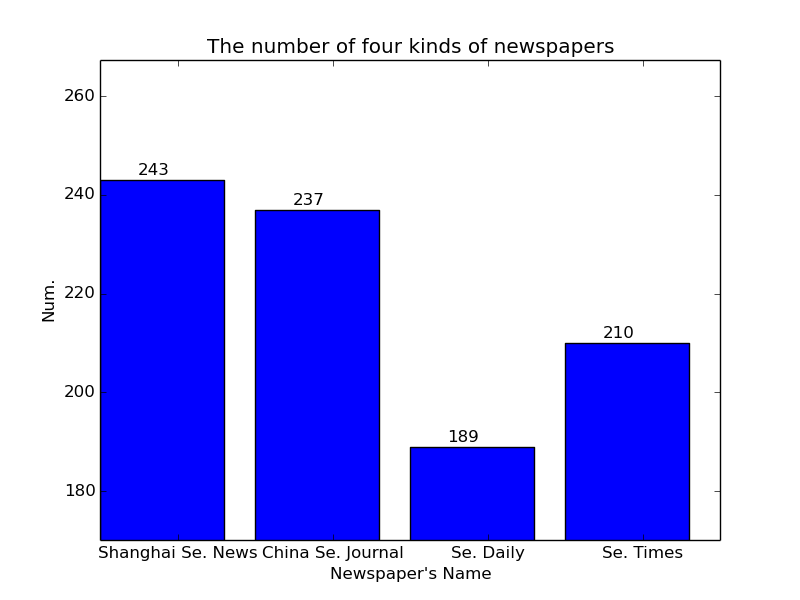 The number of four kinds of newspapers
260
240
220
200
180
Num.
243
237
189
210
Shanghai Se. News
China Se. Journal
Se. Daily
Se. Times
Newspaper's Name